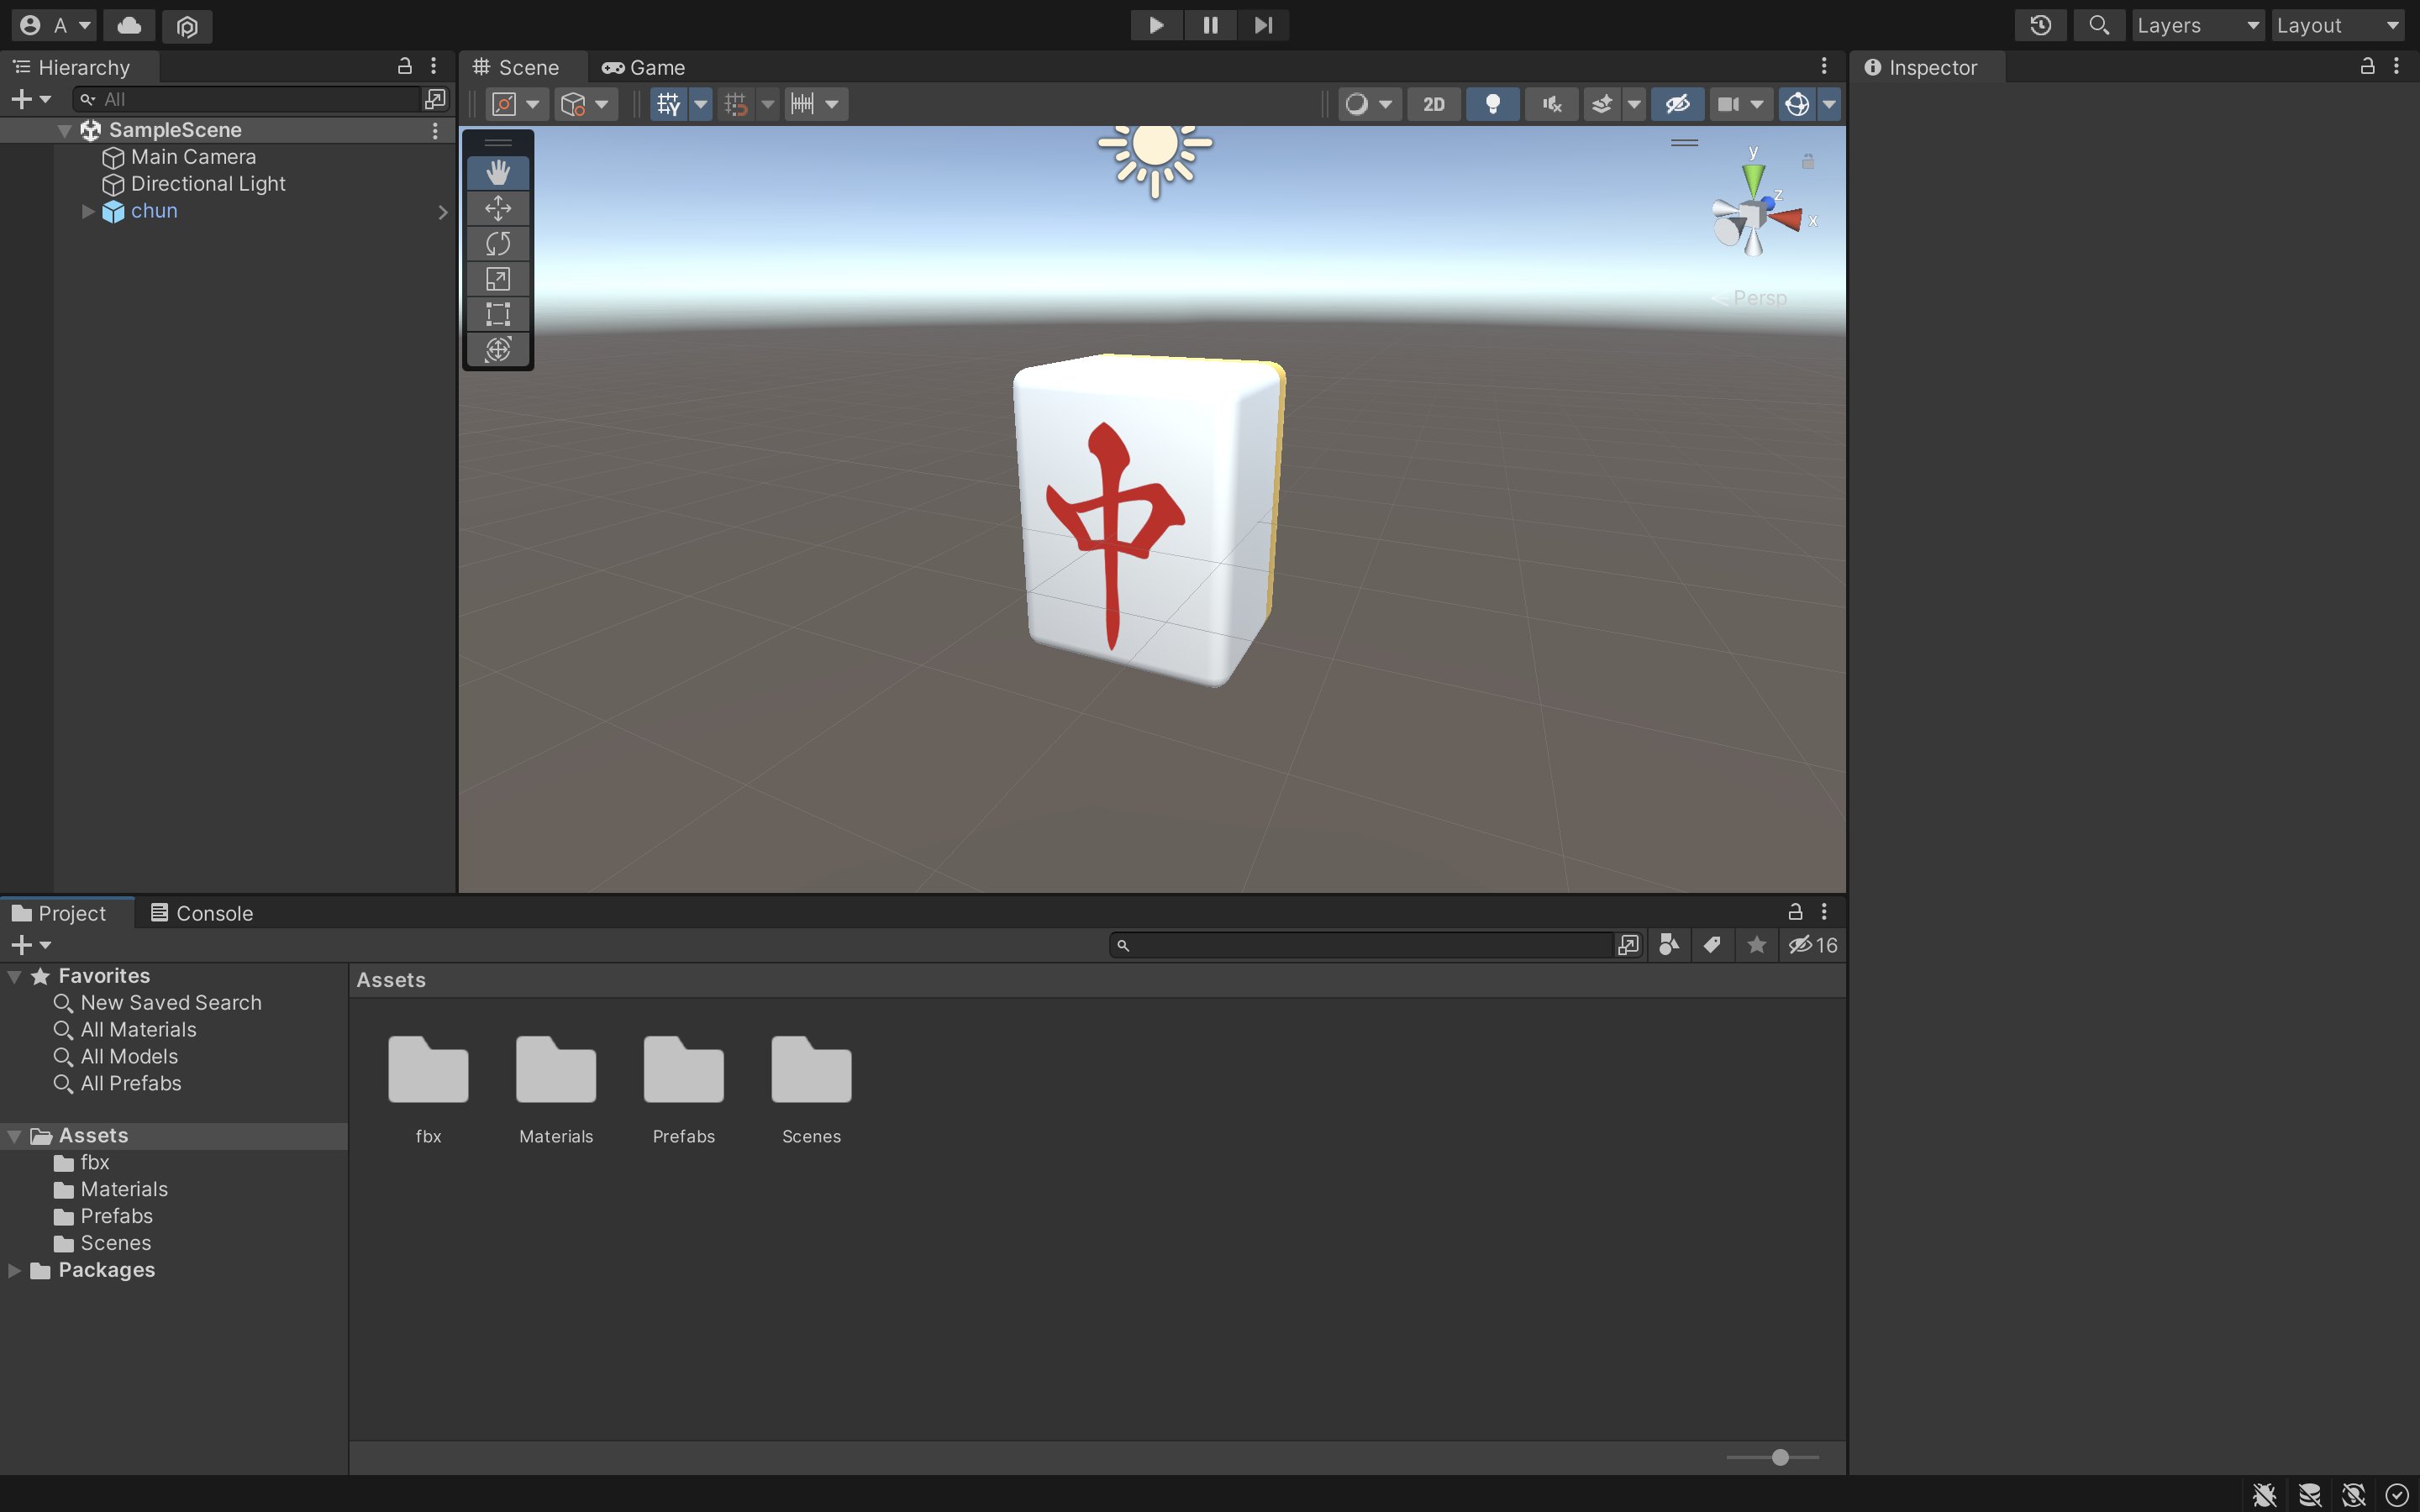 A
Layers
Layout
Hierarchy
All
SampleScene
Main Camera
Directional Light
chun
Scene
Game
2D
y
z
x
Persp
中
Inspector
Project
Console
16
Favorites
New Saved Search
All Materials
All Models
All Prefabs
Assets
fbx
Materials
Prefabs
Scenes
Packages
Assets
fbx
Materials
Prefabs
Scenes